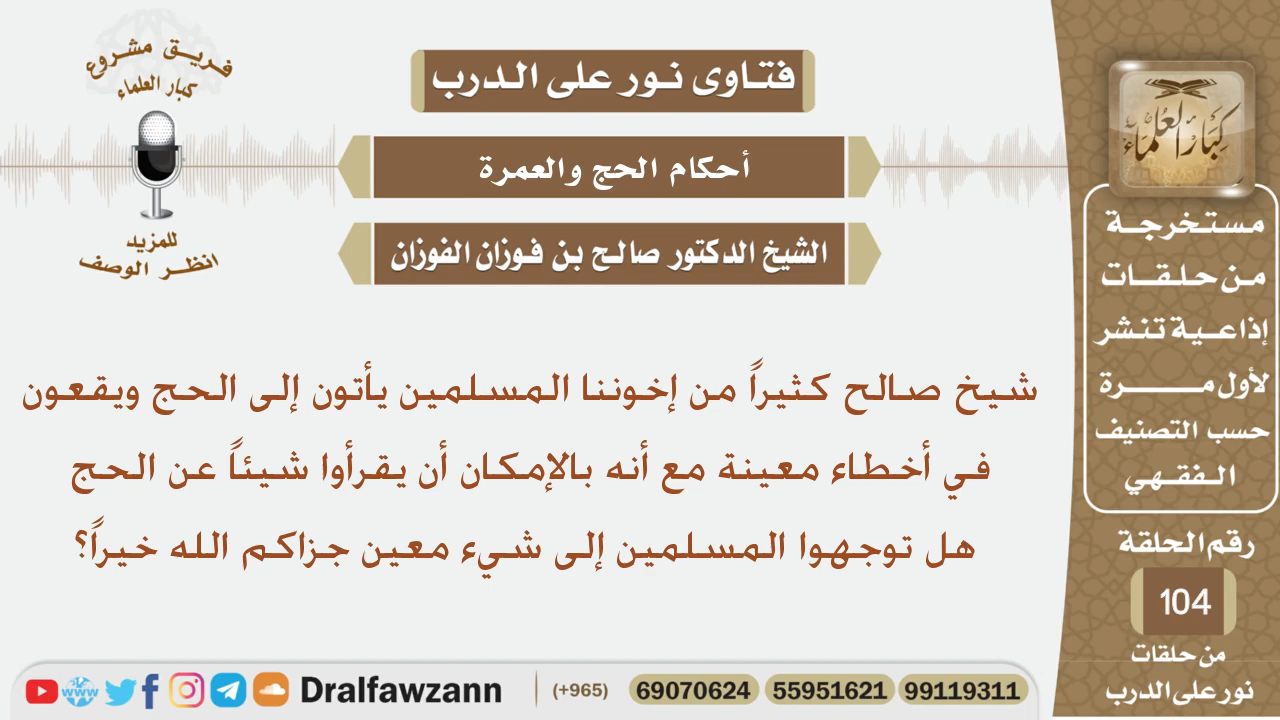 فريق مشروع
كبار العلماء
للمزيد
انظر الوصف
فتاوى نور على الدرب
أحكام الحج والعمرة
الشيخ الدكتور صالح بن فوزان الفوزان
شيخ صالح كثيراً من إخوننا المسلمين يأتون إلى الحج ويقعون
في أخطاء معينة مع أنه بالإمكان أن يقرأوا شيئاً عن الحج
هل توجهوا المسلمين إلى شيء معين جزاكم الله خيراً؟
كبار العلماء
مستخرجة
من حلقات
إذاعية تنشر
لأول مرة
حسب التصنيف
الفقهي
رقم الحلقة
104
من حلقات
نور على الدرب
www Dralfawzann (+965) 69070624 55951621 99119311